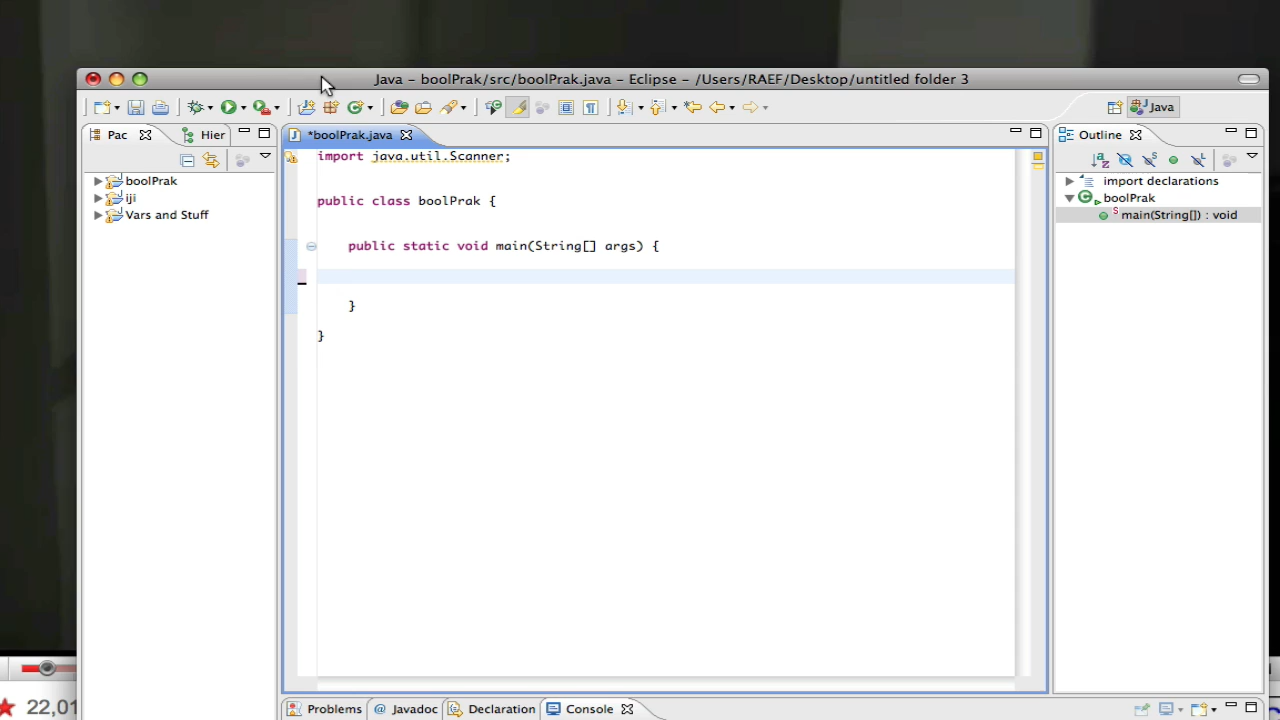 Java – boolPrak/src/boolPrak.java – Eclipse – /Users/RAEF/Desktop/untitled folder 3
Java
Pac
Hier
*boolPrak.java
Outline
boolPrak
iji
Vars and Stuff
import java.util.Scanner;
public class boolPrak {
public static void main(String[] args) {
}
}
import declarations
boolPrak
main(String[]) : void
22,01
Problems
Javadoc
Declaration
Console